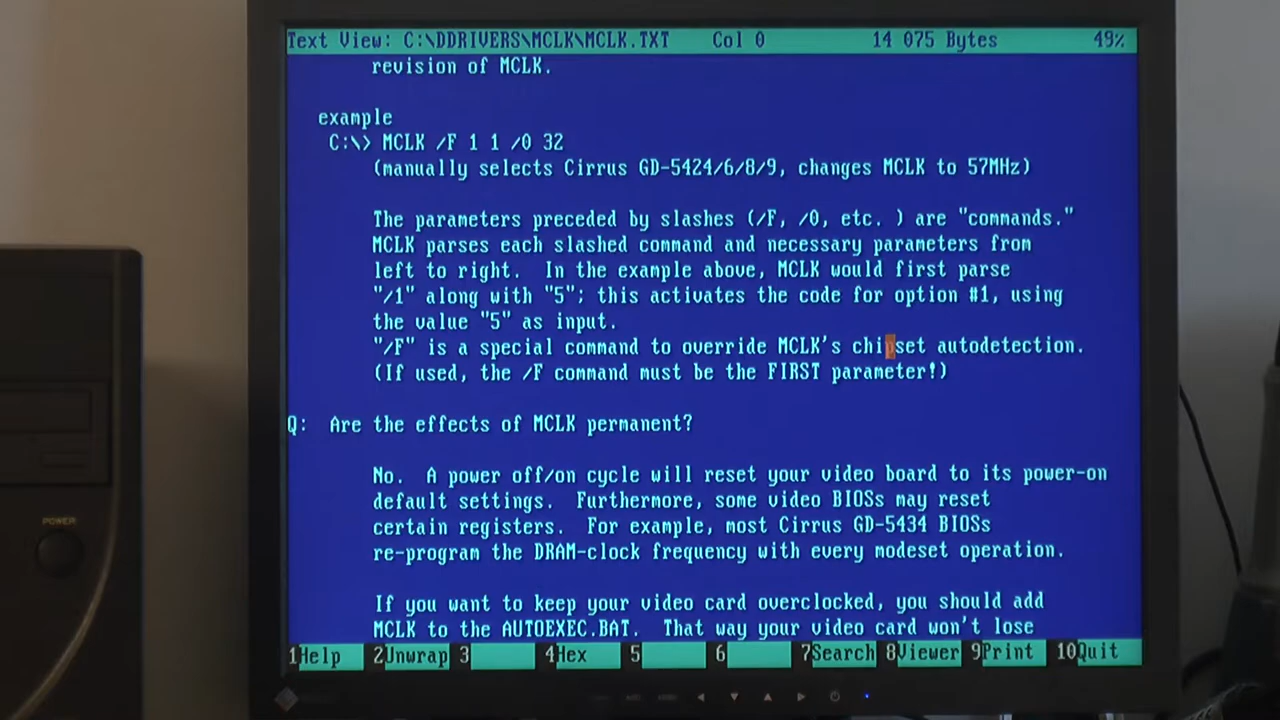 Text View: C:\DDRIVERS\MCLK\MCLK.TXT Col 0 14 075 Bytes 49%
revision of MCLK.
example
C:\> MCLK /F 1 1 /0 32
(manually selects Cirrus GD-5424/6/8/9, changes MCLK to 57MHz)
The parameters preceded by slashes (/F, /0, etc. ) are "commands."
MCLK parses each slashed command and necessary parameters from
left to right. In the example above, MCLK would first parse
"/1" along with "5"; this activates the code for option #1, using
the value "5" as input.
"/F" is a special command to override MCLK's chipset autodetection.
(If used, the /F command must be the FIRST parameter!)
Q: Are the effects of MCLK permanent?
No. A power off/on cycle will reset your video board to its power-on
default settings. Furthermore, some video BIOSs may reset
certain registers. For example, most Cirrus GD-5434 BIOSs
re-program the DRAM-clock frequency with every modeset operation.
If you want to keep your video card overclocked, you should add
MCLK to the AUTOEXEC.BAT. That way your video card won't lose
1Help 2Unwrap 3 4Hex 5 6 7Search 8Viewer 9Print 10Quit
POWER